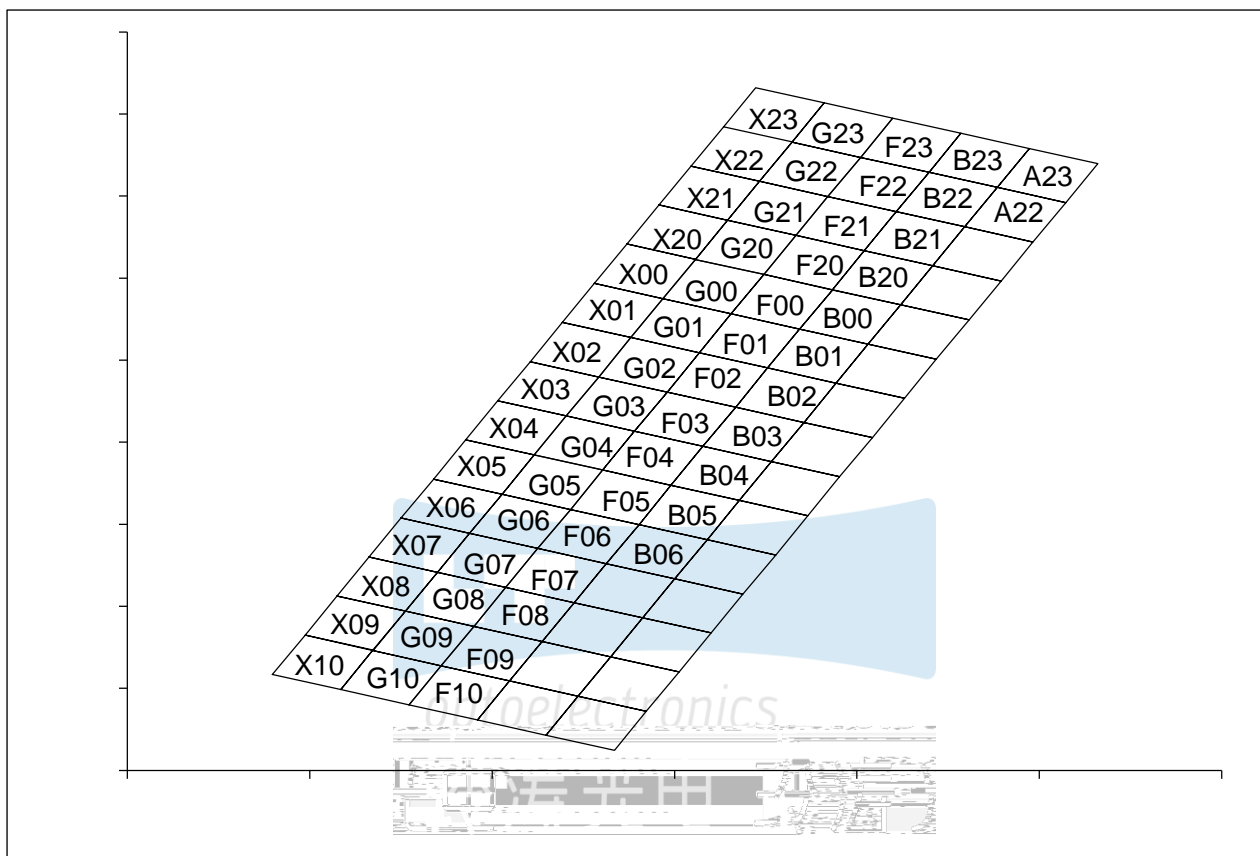 X23 G23 F23 B23 A23
X22 G22 F22 B22 A22
X21 G21 F21 B21
X20 G20 F20 B20
X00 G00 F00 B00
X01 G01 F01 B01
X02 G02 F02 B02
X03 G03 F03 B03
X04 G04 F04 B04
X05 G05 F05 B05
X06 G06 F06 B06
X07 G07 F07
X08 G08 F08
X09 G09 F09
X10 G10 F10
optoelectronics